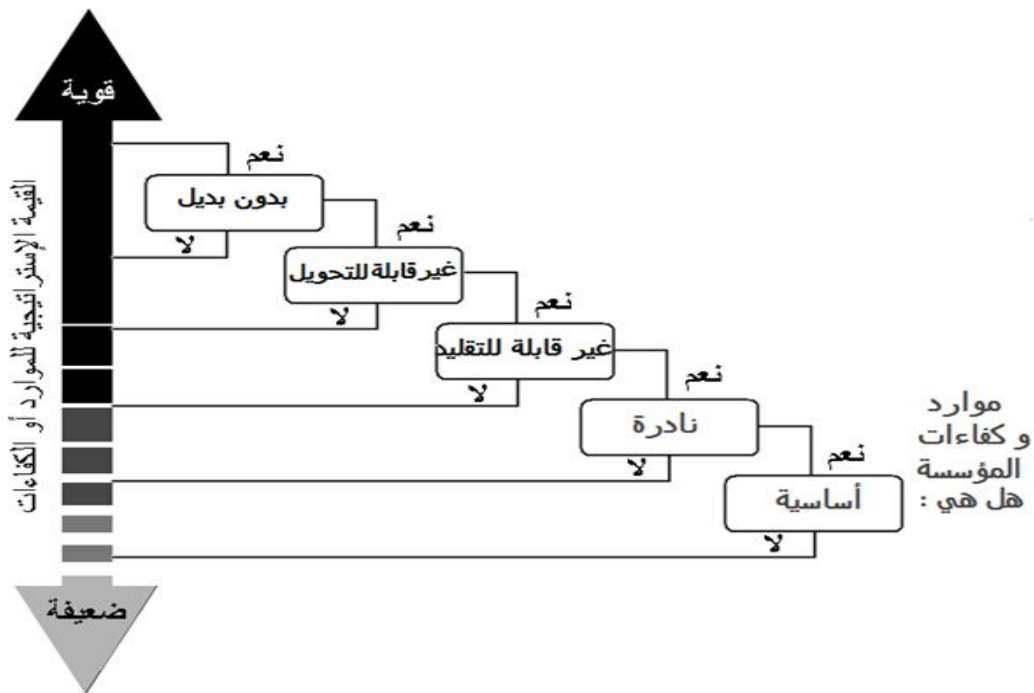 قوية
نعم
بدون بديل
لا
نعم
غير قابلة للتحويل
لا
نعم
غير قابلة للتقليد
لا
نعم
نادرة
لا
نعم
أساسية
لا
موارد
و كفاءات
المؤسسة
هل هي :
القيمة الإستراتيجية للموارد أو الكفاءات
ضعيفة